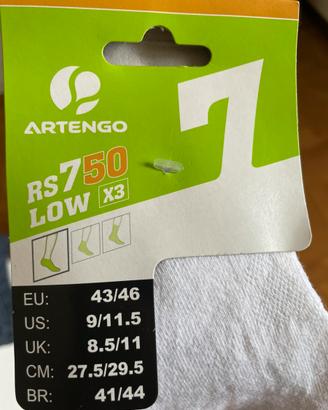 7
ARTENGO
RS750
LOW X3
EU: 43/46
US: 9/11.5
UK: 8.5/11
CM: 27.5/29.5
BR: 41/44